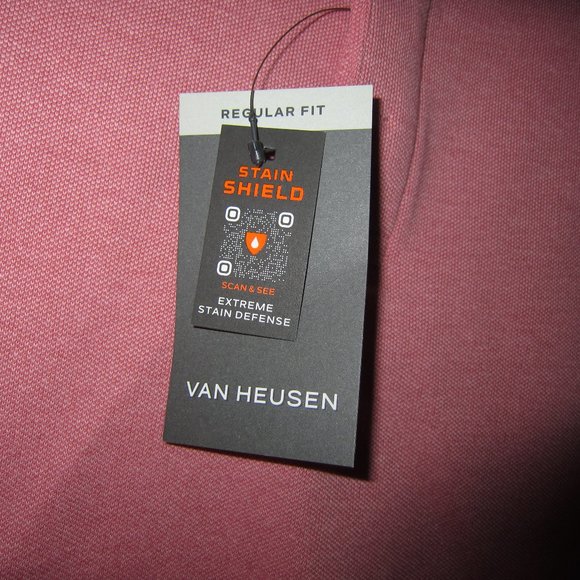 REGULAR FIT
STAIN
SHIELD
SCAN & SEE
EXTREME
STAIN DEFENSE
VAN HEUSEN